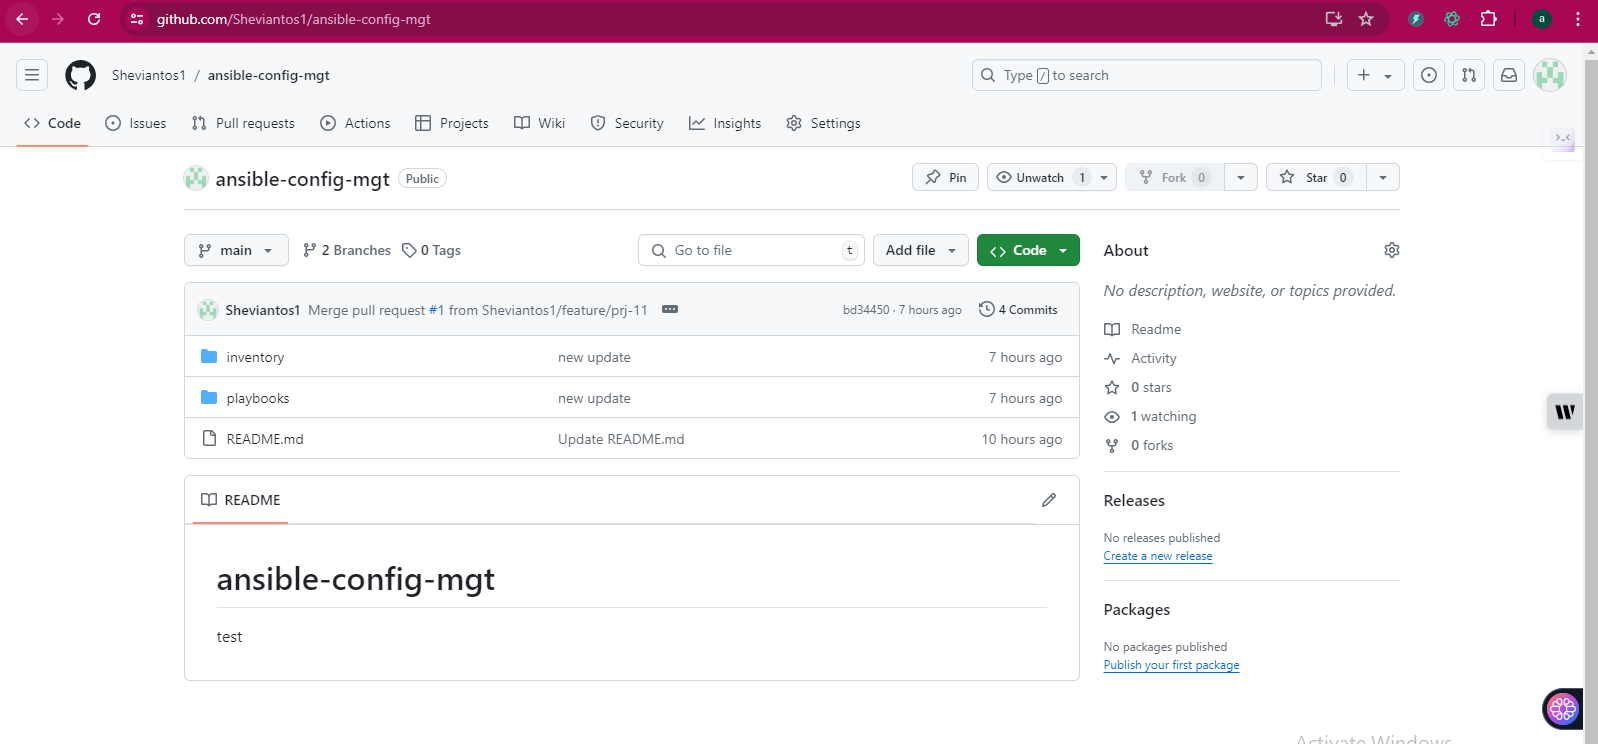 github.com/Sheviantos1/ansible-config-mgt
a
Sheviantos1 / ansible-config-mgt
Type / to search
Code Issues Pull requests Actions Projects Wiki Security Insights Settings
ansible-config-mgt Public
Pin Unwatch 1 Fork 0 Star 0
main 2 Branches 0 Tags Go to file t Add file Code
Sheviantos1 Merge pull request #1 from Sheviantos1/feature/prj-11 bd34450 · 7 hours ago 4 Commits
inventory new update 7 hours ago
playbooks new update 7 hours ago
README.md Update README.md 10 hours ago
README
ansible-config-mgt
test
About
No description, website, or topics provided.
Readme
Activity
0 stars
1 watching
0 forks
Releases
No releases published
Create a new release
Packages
No packages published
Publish your first package
Activate Windows